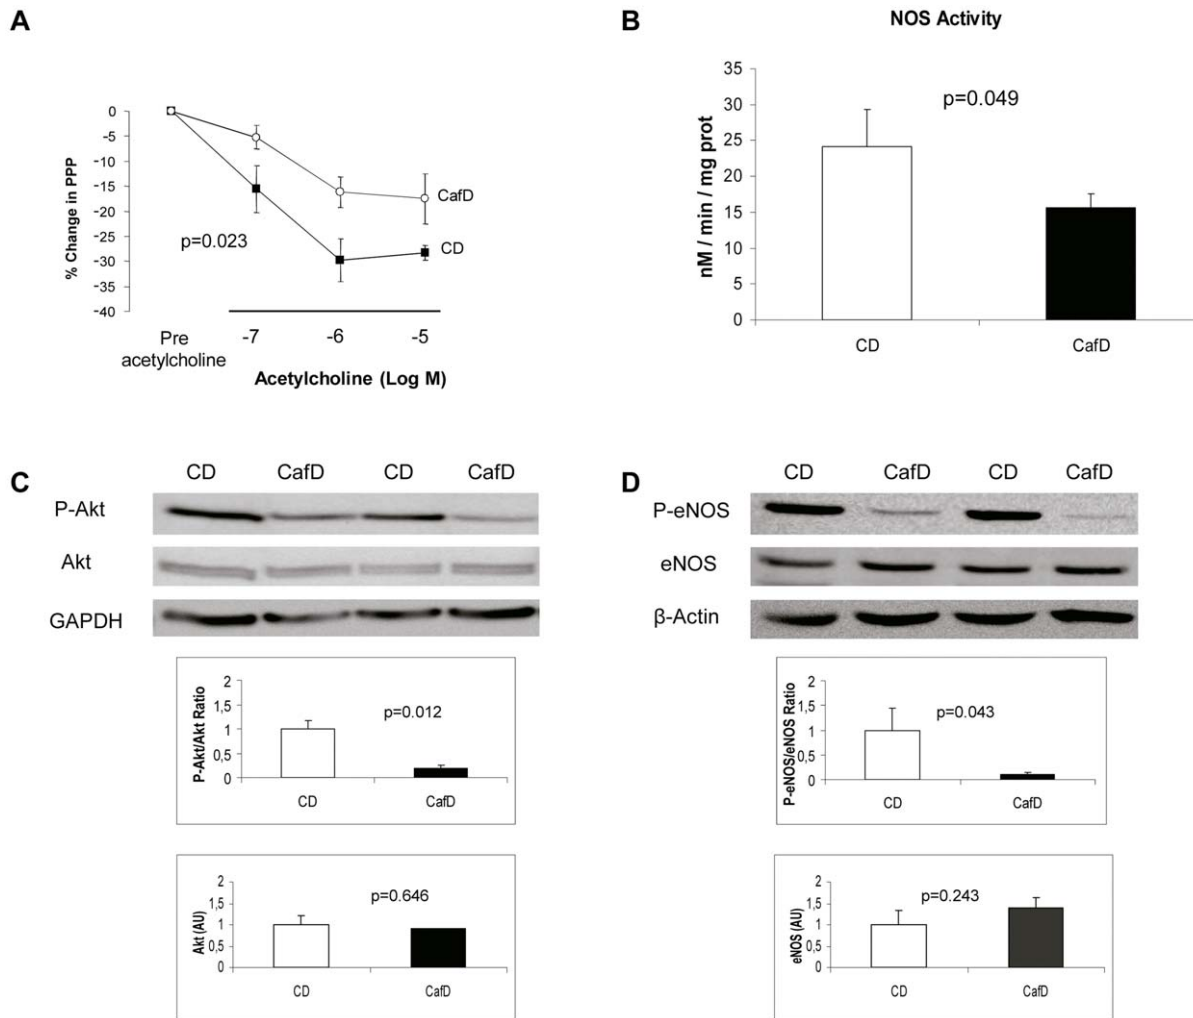 A
% Change in PPP
0
-5
-10
-15
-20
-25
-30
-35
-40
CafD
CD
p=0.023
Pre
acetylcholine
-7
-6
-5
Acetylcholine (Log M)
B
NOS Activity
nM / min / mg prot
35
30
25
20
15
10
5
0
p=0.049
CD
CafD
C
CD CafD CD CafD
P-Akt
Akt
GAPDH
P-Akt/Akt Ratio
2
1,5
1
0,5
0
p=0.012
CD
CafD
Akt (AU)
2
1,5
1
0,5
0
p=0.646
CD
CafD
D
CD CafD CD CafD
P-eNOS
eNOS
β-Actin
P-eNOS/eNOS Ratio
2
1,5
1
0,5
0
p=0.043
CD
CafD
eNOS (AU)
2
1,5
1
0,5
0
p=0.243
CD
CafD